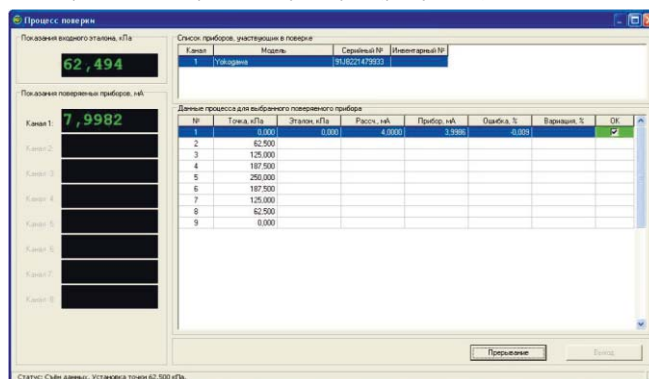 Процесс поверки
Показания входного эталона, кПа
62,494
Показания поверяемых приборов, мА
Канал 1: 7,9982
Канал 2:
Канал 3:
Канал 4:
Канал 5:
Канал 6:
Канал 7:
Канал 8:
Список приборов, участвующих в поверке
Канал Модель Серийный № Инвентарный №
1 Yokogawa 91J8221479933
Данные процесса для выбранного поверяемого прибора
№ Точка, кПа Эталон, кПа Рассч., мА Прибор, мА Ошибка, % Вариация, % OK
1 0,000 0,000 4,0000 3,9986 -0,009
2 62,500
3 125,000
4 187,500
5 250,000
6 187,500
7 125,000
8 62,500
9 0,000
Прерывание Выход
Статус: Съём данных. Установка точки 62,500 кПа.